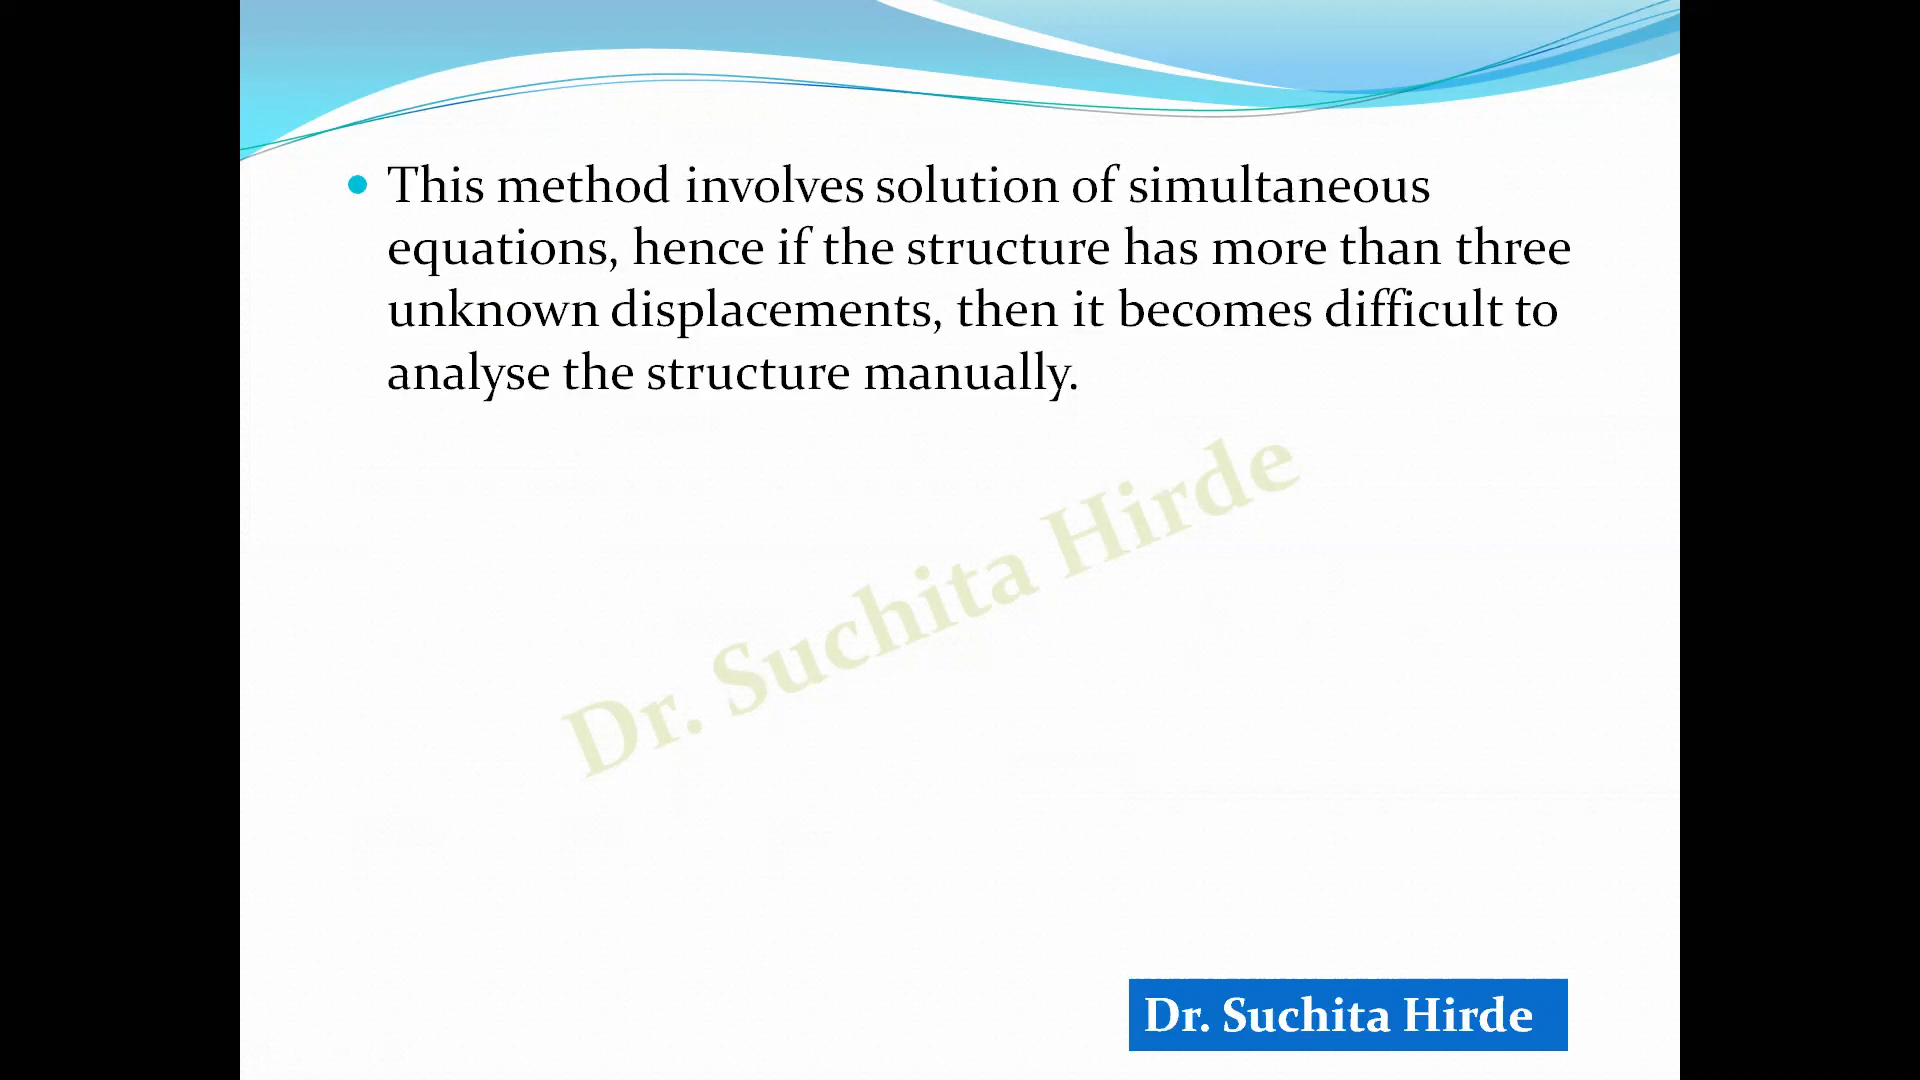 • This method involves solution of simultaneous
equations, hence if the structure has more than three
unknown displacements, then it becomes difficult to
analyse the structure manually.
Dr. Suchita Hirde
Dr. Suchita Hirde